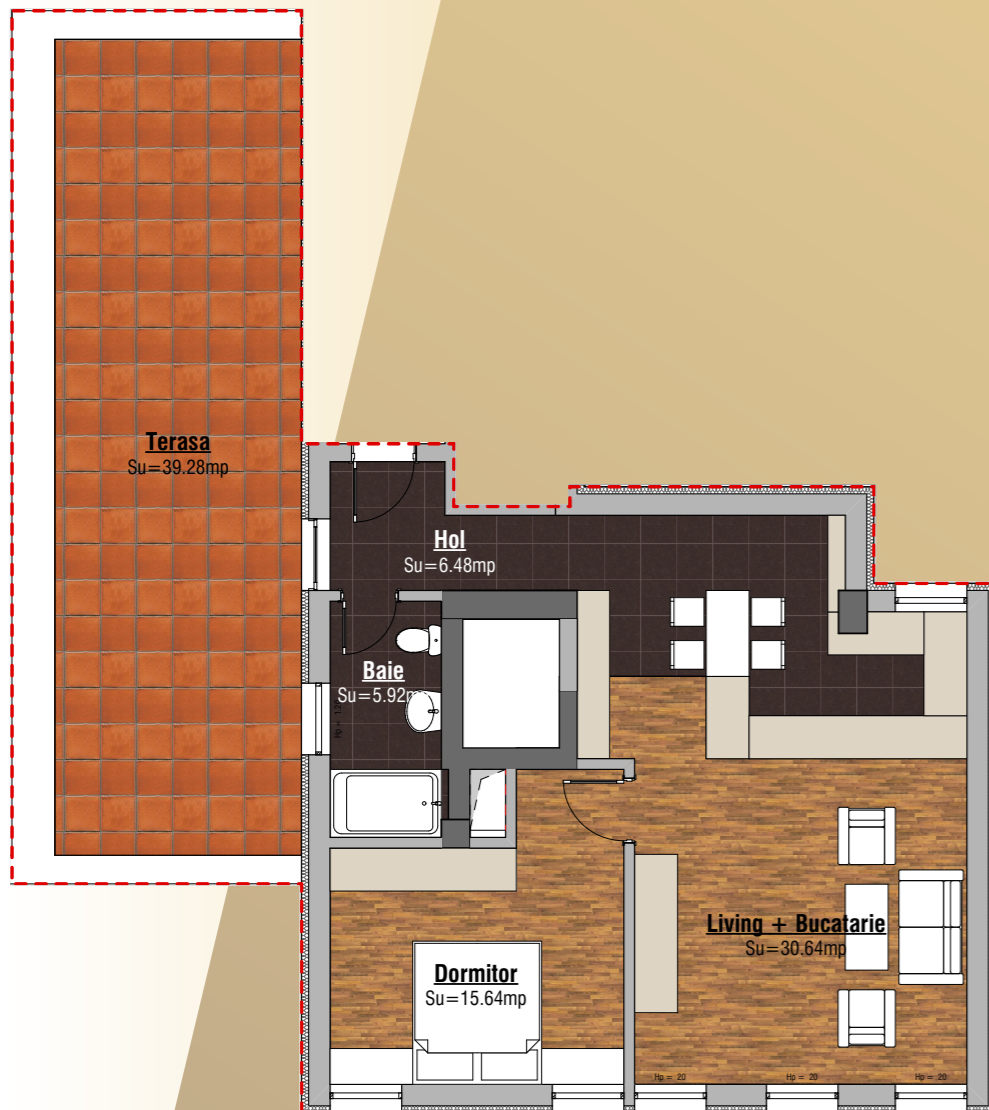 Terasa
Su=39.28mp
Hol
Su=6.48mp
Baie
Su=5.92m
Living + Bucatarie
Su=30.64mp
Dormitor
Su=15.64mp
Hp = 20
Hp = 20
Hp = 20